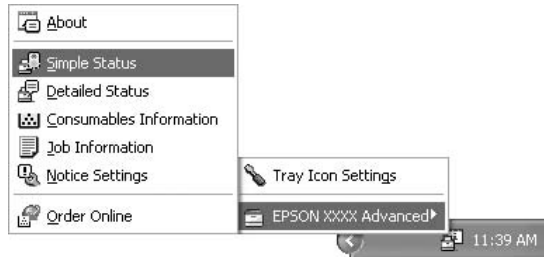 About
Simple Status
Detailed Status
Consumables Information
Job Information
Notice Settings
Order Online
Tray Icon Settings
EPSON XXXX Advanced
11:39 AM